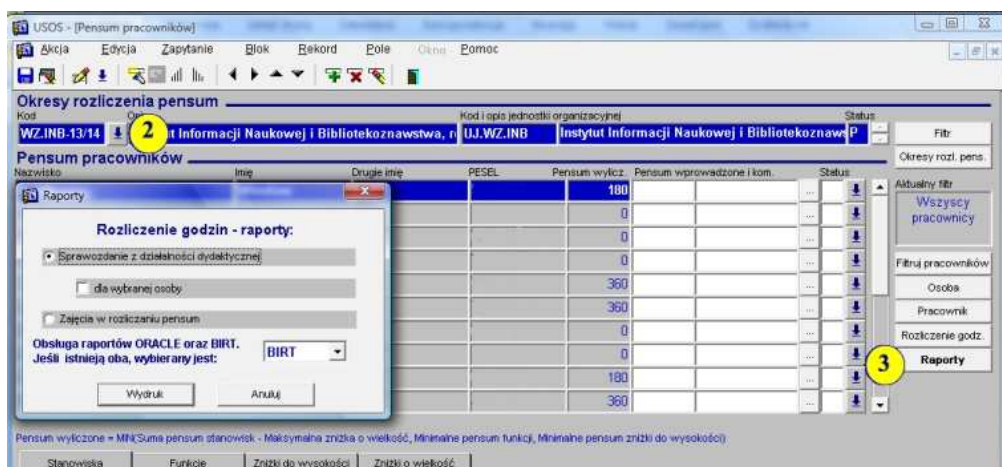 USOS - [Pensum pracowników]
Akcja Edycja Zapytanie Blok Rekord Pole Okno Pomoc
Okresy rozliczenia pensum
Kod Kod i opis jednostki organizacyjnej Status
WZ.INB-13/14 2 ut Informacji Naukowej i Bibliotekoznawstwa, r UJ.WZ.INB Instytut Informacji Naukowej i Bibliotekoznaws P Filtr
Okresy rozl. pens.
Pensum pracowników
Nazwisko Imię Drugie imię PESEL Pensum wylicz. Pensum wprowadzone i kom. Status
Aktualny filtr
Wszyscy
pracownicy
180
0
0
0
360
360
0
0
180
360
Filtruj pracowników
Osoba
Pracownik
Rozliczenie godz.
3 Raporty
Raporty
Rozliczenie godzin - raporty:
Sprawozdanie z działalności dydaktycznej
dla wybranej osoby
Zajęcia w rozliczaniu pensum
Obsługa raportów ORACLE oraz BIRT.
Jeśli istnieją oba, wybierany jest: BIRT
Wydruk Anuluj
Pensum wyliczone = MIN(Suma pensum stanowisk - Maksymalna zniżka o wielkość, Minimalne pensum funkcji, Minimalne pensum zniżki do wysokości)
Stanowiska Funkcje Zniżki do wysokości Zniżki o wielkość